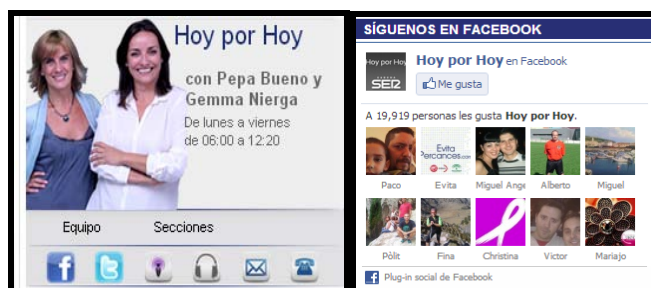 Hoy por Hoy
con Pepa Bueno y
Gemma Nierga
De lunes a viernes
de 06:00 a 12:20
Equipo Secciones
SÍGUENOS EN FACEBOOK
Hoy por Hoy
SER
Hoy por Hoy en Facebook
Me gusta
A 19,919 personas les gusta Hoy por Hoy.
Evita
Percances.com
Paco Evita Miguel Ange Alberto Miguel
Pòlit Fina Christina Victor Mariajo
Plug-in social de Facebook